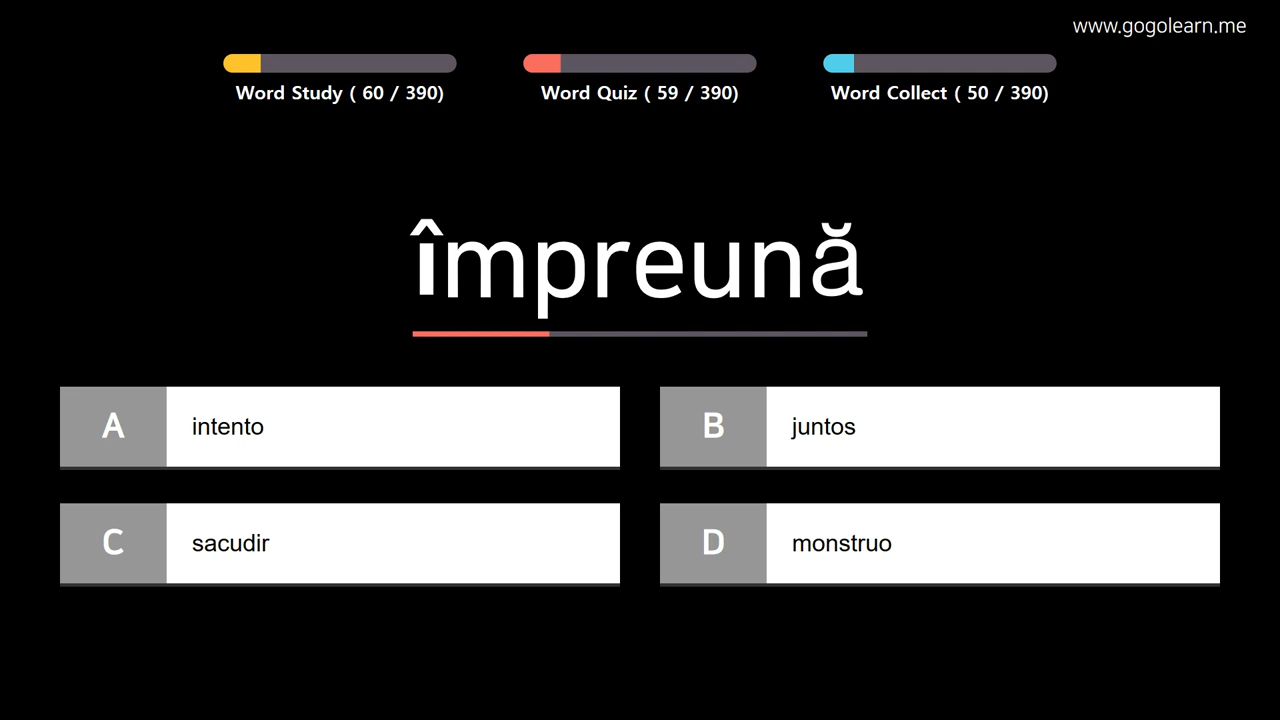 www.gogolearn.me
Word Study ( 60 / 390)
Word Quiz ( 59 / 390)
Word Collect ( 50 / 390)
împreună
A intento
B juntos
C sacudir
D monstruo